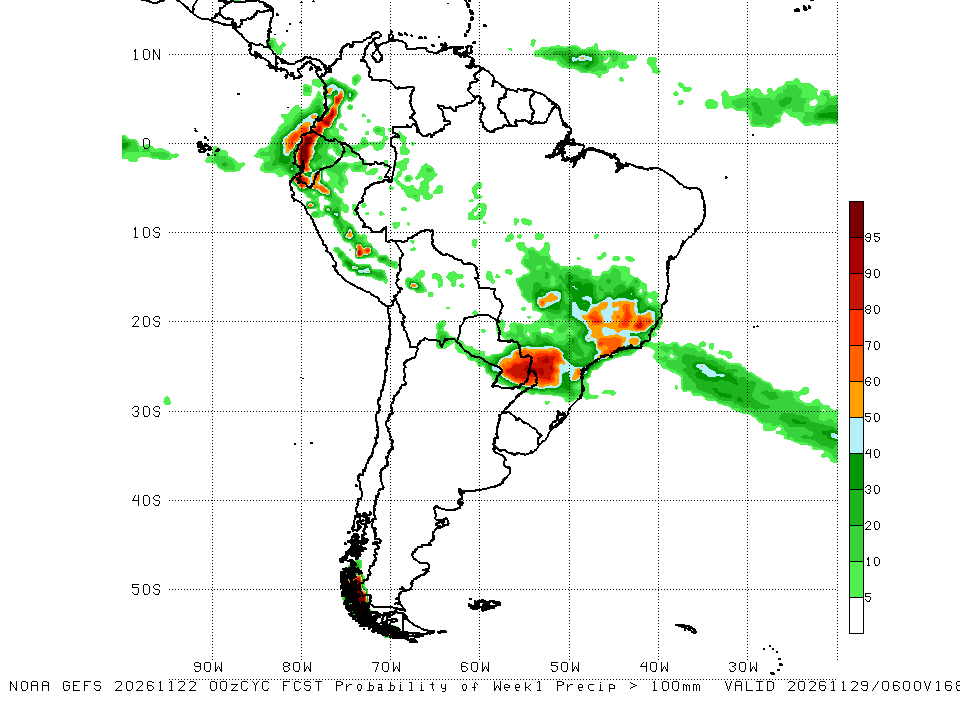 10N
0
10S
20S
30S
40S
50S
95
90
80
70
60
50
40
30
20
10
5
90W 80W 70W 60W 50W 40W 30W
NOAA GEFS 20261122 00zCYC FCST Probability of Week1 Precip > 100mm VALID 20261129/0600V168